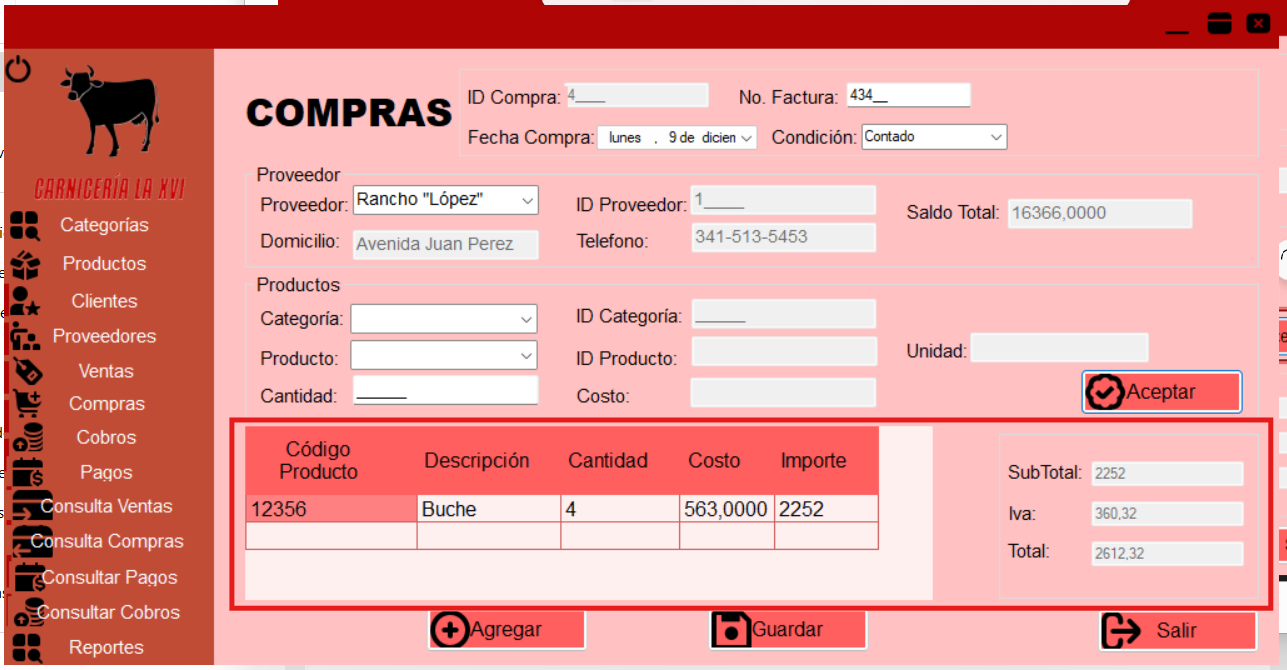 CARNICERÍA LA XVI
Categorías
Productos
Clientes
Proveedores
Ventas
Compras
Cobros
Pagos
Consulta Ventas
Consulta Compras
Consultar Pagos
Consultar Cobros
Reportes
COMPRAS
ID Compra: 4___ No. Factura: 434__
Fecha Compra: lunes , 9 de dicien Condición: Contado
Proveedor
Proveedor: Rancho "López" ID Proveedor: 1____ Saldo Total: 16366,0000
Domicilio: Avenida Juan Perez Telefono: 341-513-5453
Productos
Categoría: ID Categoría: _____
Producto: ID Producto: Unidad:
Cantidad: _____ Costo:
Aceptar
Código Producto Descripción Cantidad Costo Importe
12356 Buche 4 563,0000 2252
SubTotal: 2252
Iva: 360,32
Total: 2612,32
Agregar Guardar Salir